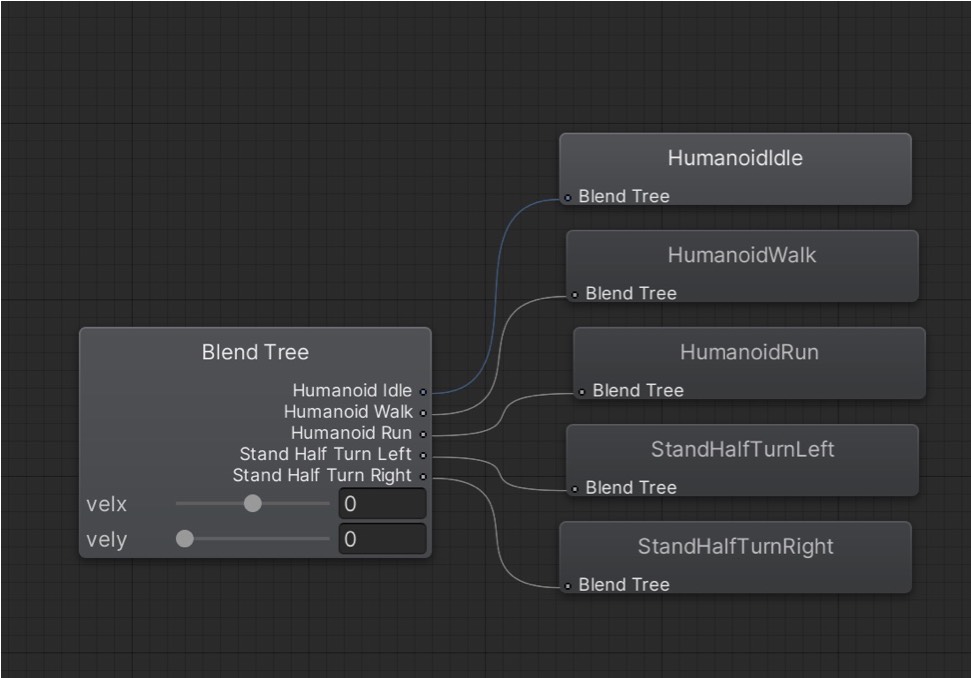 HumanoidIdle
Blend Tree
HumanoidWalk
Blend Tree
HumanoidRun
Blend Tree
StandHalfTurnLeft
Blend Tree
StandHalfTurnRight
Blend Tree
Blend Tree
Humanoid Idle
Humanoid Walk
Humanoid Run
Stand Half Turn Left
Stand Half Turn Right
velx 0
vely 0